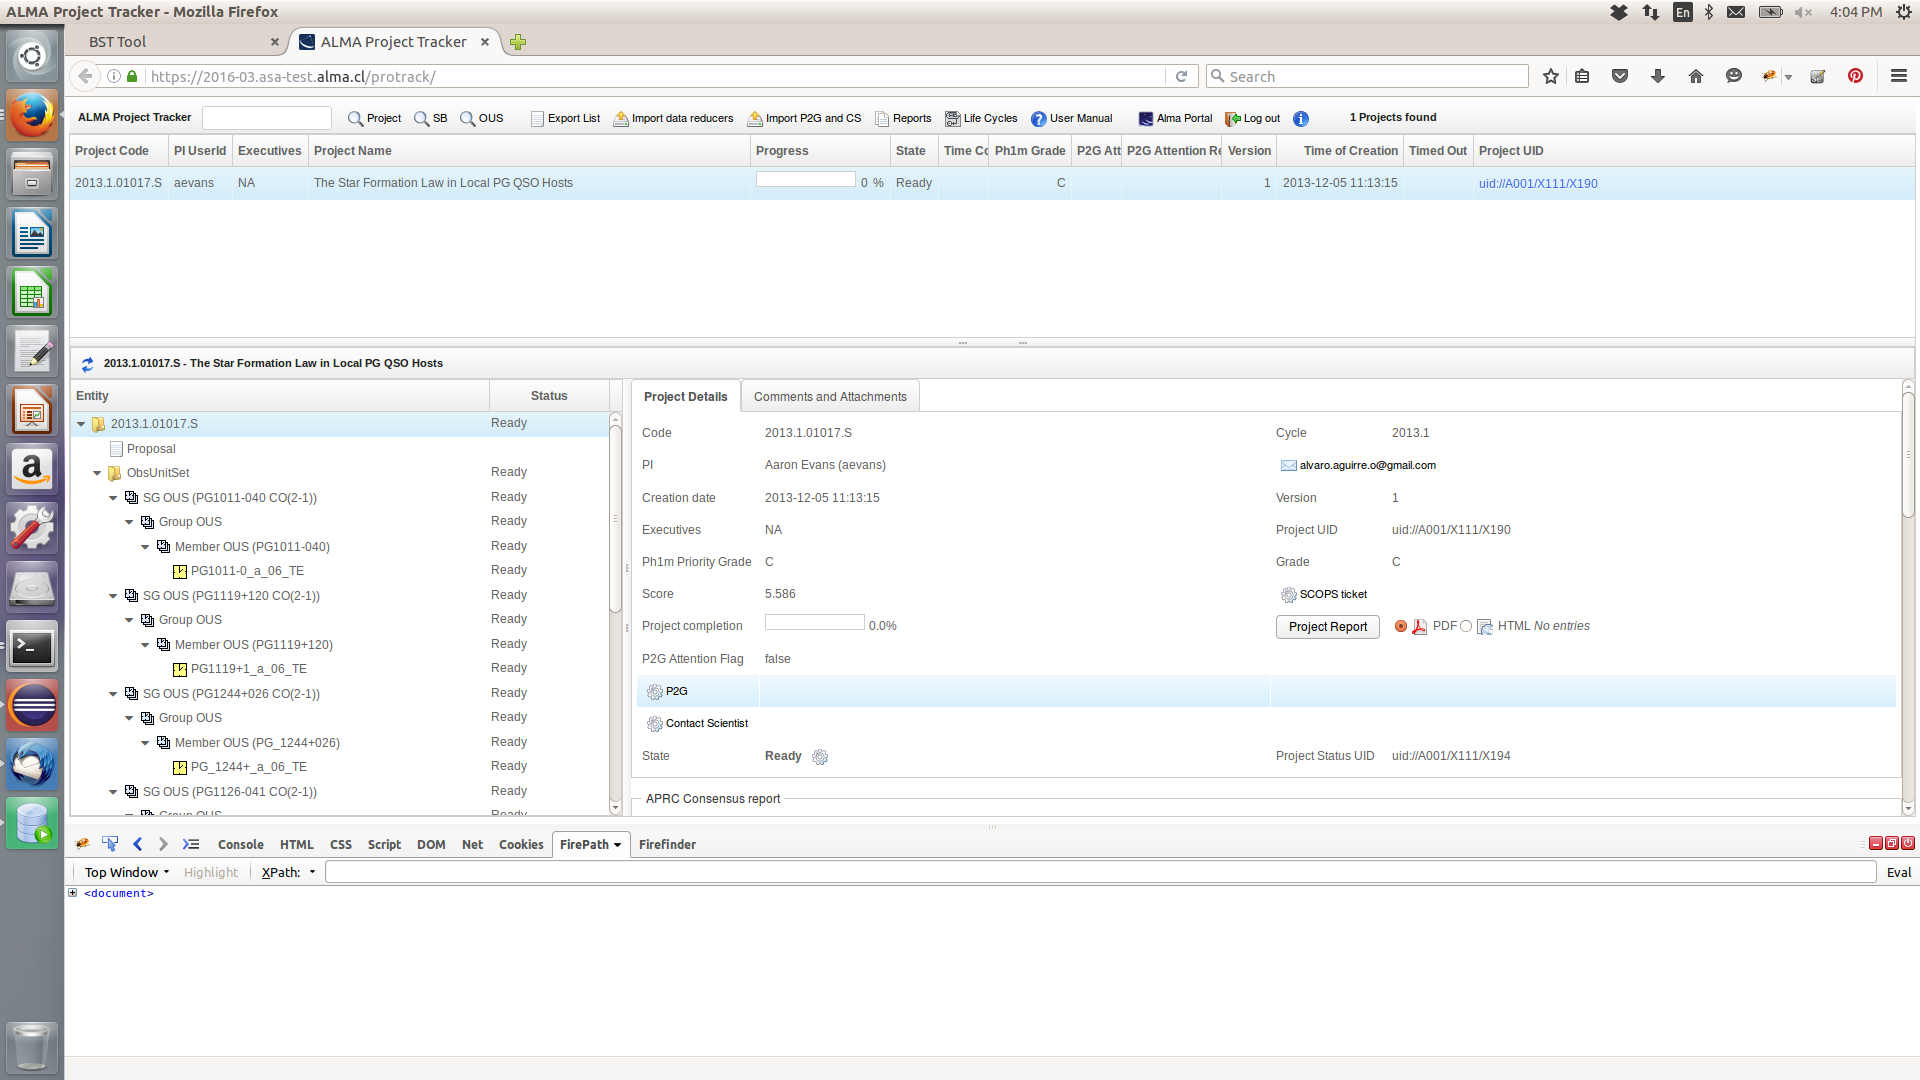 ALMA Project Tracker - Mozilla Firefox
En
4:04 PM
BST Tool
ALMA Project Tracker
https://2016-03.asa-test.alma.cl/protrack/
Search
ALMA Project Tracker
Project
SB
OUS
Export List
Import data reducers
Import P2G and CS
Reports
Life Cycles
User Manual
Alma Portal
Log out
1 Projects found
Project Code PI UserId Executives Project Name Progress State Time Co Ph1m Grade P2G Att P2G Attention Re Version Time of Creation Timed Out Project UID
2013.1.01017.S aevans NA The Star Formation Law in Local PG QSO Hosts 0 % Ready C 1 2013-12-05 11:13:15 uid://A001/X111/X190
2013.1.01017.S - The Star Formation Law in Local PG QSO Hosts
Entity Status
2013.1.01017.S Ready
Proposal
ObsUnitSet Ready
SG OUS (PG1011-040 CO(2-1)) Ready
Group OUS Ready
Member OUS (PG1011-040) Ready
PG1011-0_a_06_TE Ready
SG OUS (PG1119+120 CO(2-1)) Ready
Group OUS Ready
Member OUS (PG1119+120) Ready
PG1119+1_a_06_TE Ready
SG OUS (PG1244+026 CO(2-1)) Ready
Group OUS Ready
Member OUS (PG_1244+026) Ready
PG_1244+_a_06_TE Ready
SG OUS (PG1126-041 CO(2-1)) Ready
Group OUS Ready
Project Details
Comments and Attachments
Code 2013.1.01017.S Cycle 2013.1
PI Aaron Evans (aevans) alvaro.aguirre.o@gmail.com
Creation date 2013-12-05 11:13:15 Version 1
Executives NA Project UID uid://A001/X111/X190
Ph1m Priority Grade C Grade C
Score 5.586 SCOPS ticket
Project completion 0.0% Project Report PDF HTML No entries
P2G Attention Flag false
P2G
Contact Scientist
State Ready Project Status UID uid://A001/X111/X194
APRC Consensus report
Console HTML CSS Script DOM Net Cookies FirePath Firefinder
Top Window Highlight XPath: Eval
<document>